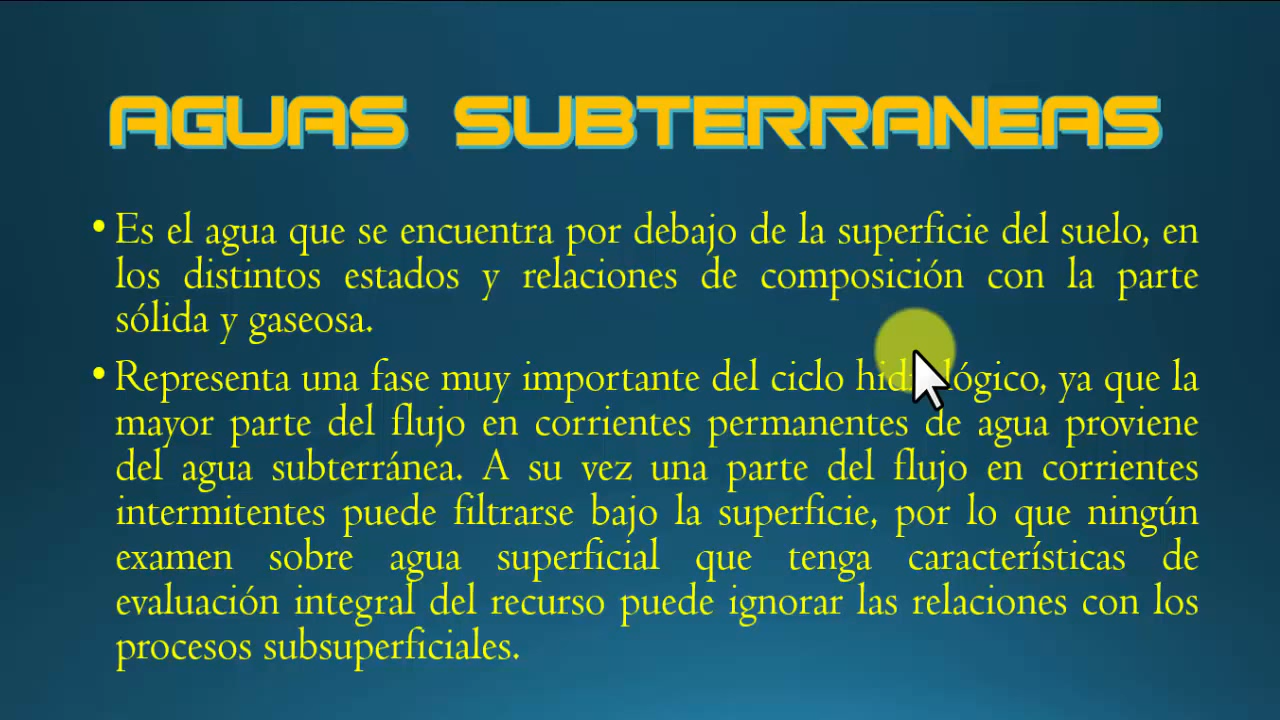 AGUAS SUBTERRANEAS
• Es el agua que se encuentra por debajo de la superficie del suelo, en
los distintos estados y relaciones de composición con la parte
sólida y gaseosa.
• Representa una fase muy importante del ciclo hidrológico, ya que la
mayor parte del flujo en corrientes permanentes de agua proviene
del agua subterránea. A su vez una parte del flujo en corrientes
intermitentes puede filtrarse bajo la superficie, por lo que ningún
examen sobre agua superficial que tenga características de
evaluación integral del recurso puede ignorar las relaciones con los
procesos subsuperficiales.